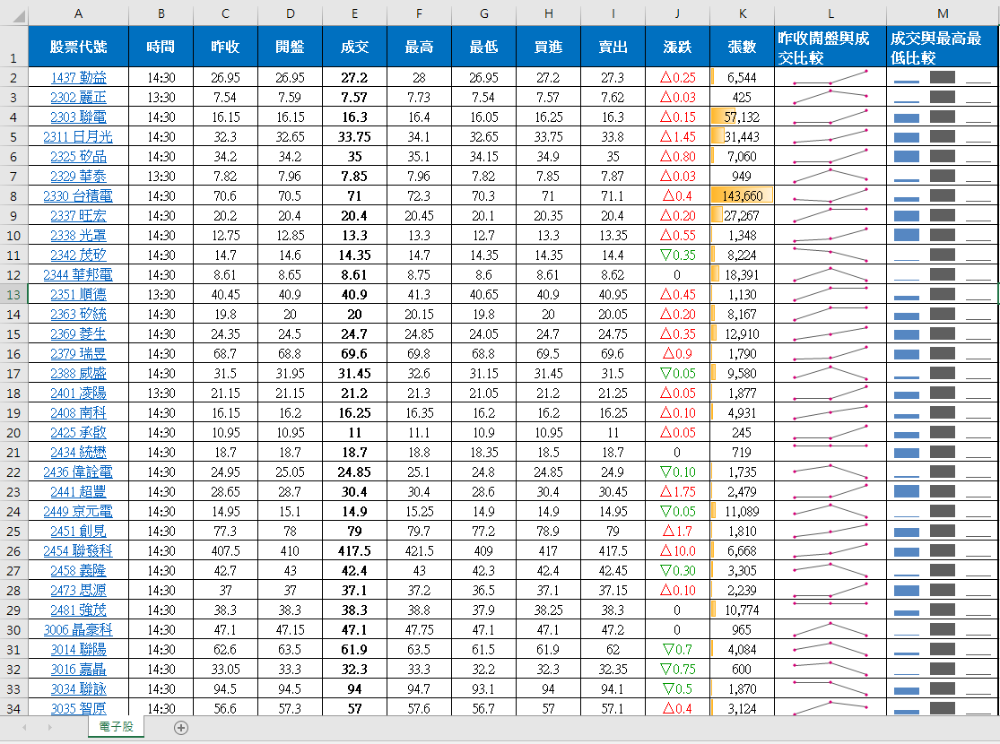 A B C D E F G H I J K L M
1 股票代號 時間 昨收 開盤 成交 最高 最低 買進 賣出 漲跌 張數 昨收開盤與成交比較 成交與最高最低比較
2 1437 勤益 14:30 26.95 26.95 27.2 28 26.95 27.2 27.3 △0.25 6,544
3 2302 麗正 13:30 7.54 7.59 7.57 7.73 7.54 7.57 7.62 △0.03 425
4 2303 聯電 14:30 16.15 16.15 16.3 16.4 16.05 16.25 16.3 △0.15 57,132
5 2311 日月光 14:30 32.3 32.65 33.75 34.1 32.65 33.75 33.8 △1.45 31,443
6 2325 矽品 14:30 34.2 34.2 35 35.1 34.15 34.9 35 △0.80 7,060
7 2329 華泰 13:30 7.82 7.96 7.85 7.96 7.82 7.85 7.87 △0.03 949
8 2330 台積電 14:30 70.6 70.5 71 72.3 70.3 71 71.1 △0.4 143,660
9 2337 旺宏 14:30 20.2 20.4 20.4 20.45 20.1 20.35 20.4 △0.20 27,267
10 2338 光罩 14:30 12.75 12.85 13.3 13.3 12.7 13.3 13.35 △0.55 1,348
11 2342 茂矽 14:30 14.7 14.6 14.35 14.7 14.35 14.35 14.4 ▽0.35 8,224
12 2344 華邦電 14:30 8.61 8.65 8.61 8.75 8.6 8.61 8.62 0 18,391
13 2351 順德 13:30 40.45 40.9 40.9 41.3 40.65 40.9 40.95 △0.45 1,130
14 2363 矽統 14:30 19.8 20 20 20.15 19.8 20 20.05 △0.20 8,167
15 2369 菱生 14:30 24.35 24.5 24.7 24.85 24.05 24.7 24.75 △0.35 12,910
16 2379 瑞昱 14:30 68.7 68.8 69.6 69.8 68.8 69.5 69.6 △0.9 1,790
17 2388 威盛 14:30 31.5 31.95 31.45 32.6 31.15 31.45 31.5 ▽0.05 9,580
18 2401 凌陽 13:30 21.15 21.15 21.2 21.3 21.05 21.2 21.25 △0.05 1,877
19 2408 南科 14:30 16.15 16.2 16.25 16.35 16.2 16.2 16.25 △0.10 4,931
20 2425 承啟 14:30 10.95 10.95 11 11.1 10.9 10.95 11 △0.05 245
21 2434 統懋 14:30 18.7 18.7 18.7 18.8 18.35 18.5 18.7 0 719
22 2436 偉詮電 14:30 24.95 25.05 24.85 25.1 24.8 24.85 24.9 ▽0.10 1,735
23 2441 超豐 14:30 28.65 28.7 30.4 30.4 28.6 30.4 30.45 △1.75 2,479
24 2449 京元電 14:30 14.95 15.1 14.9 15.25 14.9 14.9 14.95 ▽0.05 11,089
25 2451 創見 14:30 77.3 78 79 79.7 77.2 78.9 79 △1.7 1,810
26 2454 聯發科 14:30 407.5 410 417.5 421.5 409 417 417.5 △10.0 6,668
27 2458 義隆 14:30 42.7 43 42.4 43 42.3 42.4 42.45 ▽0.30 3,305
28 2473 思源 14:30 37 37 37.1 37.2 36.5 37.1 37.15 △0.10 2,239
29 2481 強茂 14:30 38.3 38.3 38.3 38.8 37.9 38.25 38.3 0 10,774
30 3006 晶豪科 14:30 47.1 47.15 47.1 47.75 47.1 47.1 47.2 0 965
31 3014 聯陽 14:30 62.6 63.5 61.9 63.5 61.5 61.9 62 ▽0.7 4,084
32 3016 嘉晶 14:30 33.05 33.3 32.3 33.3 32.2 32.3 32.35 ▽0.75 600
33 3034 聯詠 14:30 94.5 94.5 94 94.7 93.1 94 94.1 ▽0.5 1,870
34 3035 智原 14:30 56.6 57.3 57 57.6 56.7 57 57.1 △0.4 3,124
電子股